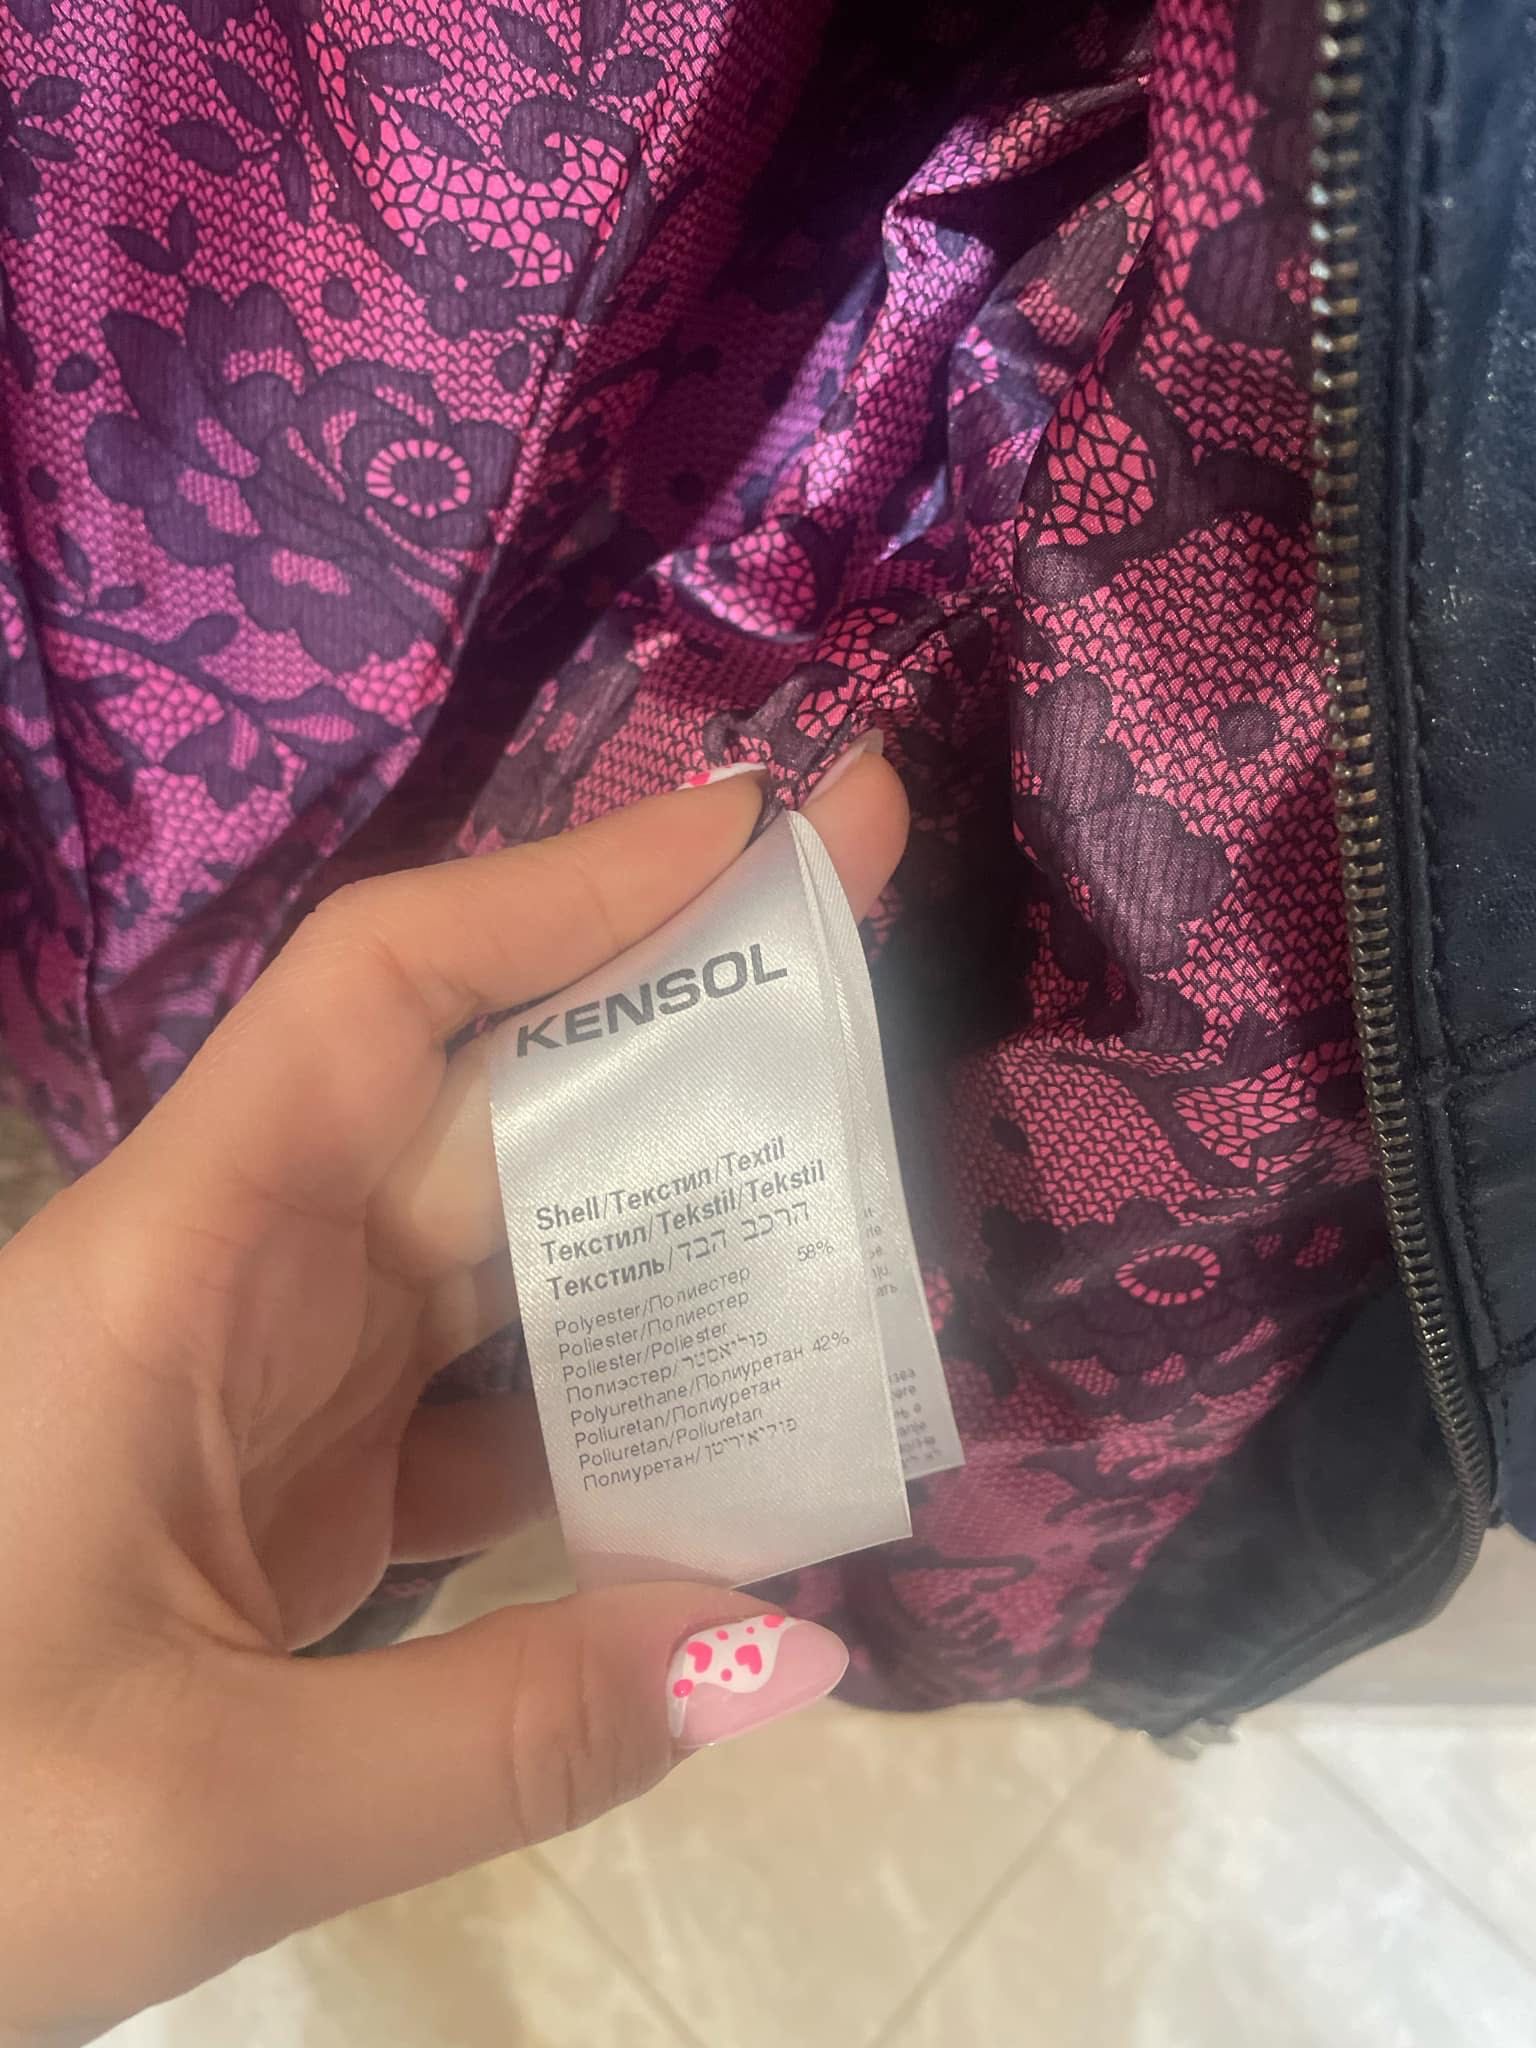 KENSOL
Shell/Текстил/Textil
Текстил/Tekstil/Tekstil
Текстиль/הרכב הבד
Polyester/Полиестер 58%
Poliester/Полиестер
Poliester/Poliester
Полиэстер/פוליאסטר
Polyurethane/Полиуретан 42%
Poliuretan/Полиуретан
Poliuretan/Poliuretan
Полиуретан/פוליאוריטן